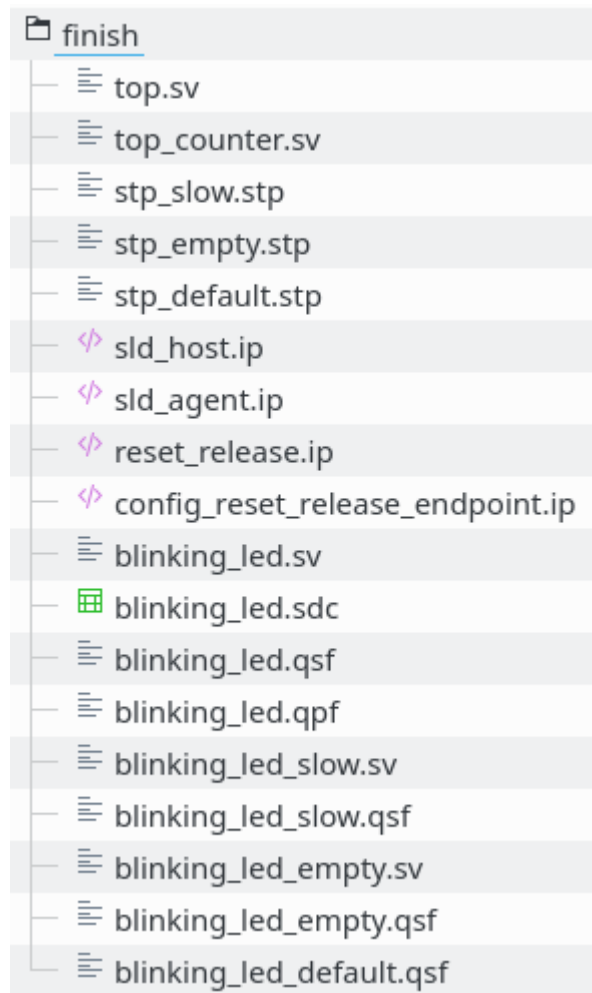 finish
top.sv
top_counter.sv
stp_slow.stp
stp_empty.stp
stp_default.stp
sld_host.ip
sld_agent.ip
reset_release.ip
config_reset_release_endpoint.ip
blinking_led.sv
blinking_led.sdc
blinking_led.qsf
blinking_led.qpf
blinking_led_slow.sv
blinking_led_slow.qsf
blinking_led_empty.sv
blinking_led_empty.qsf
blinking_led_default.qsf